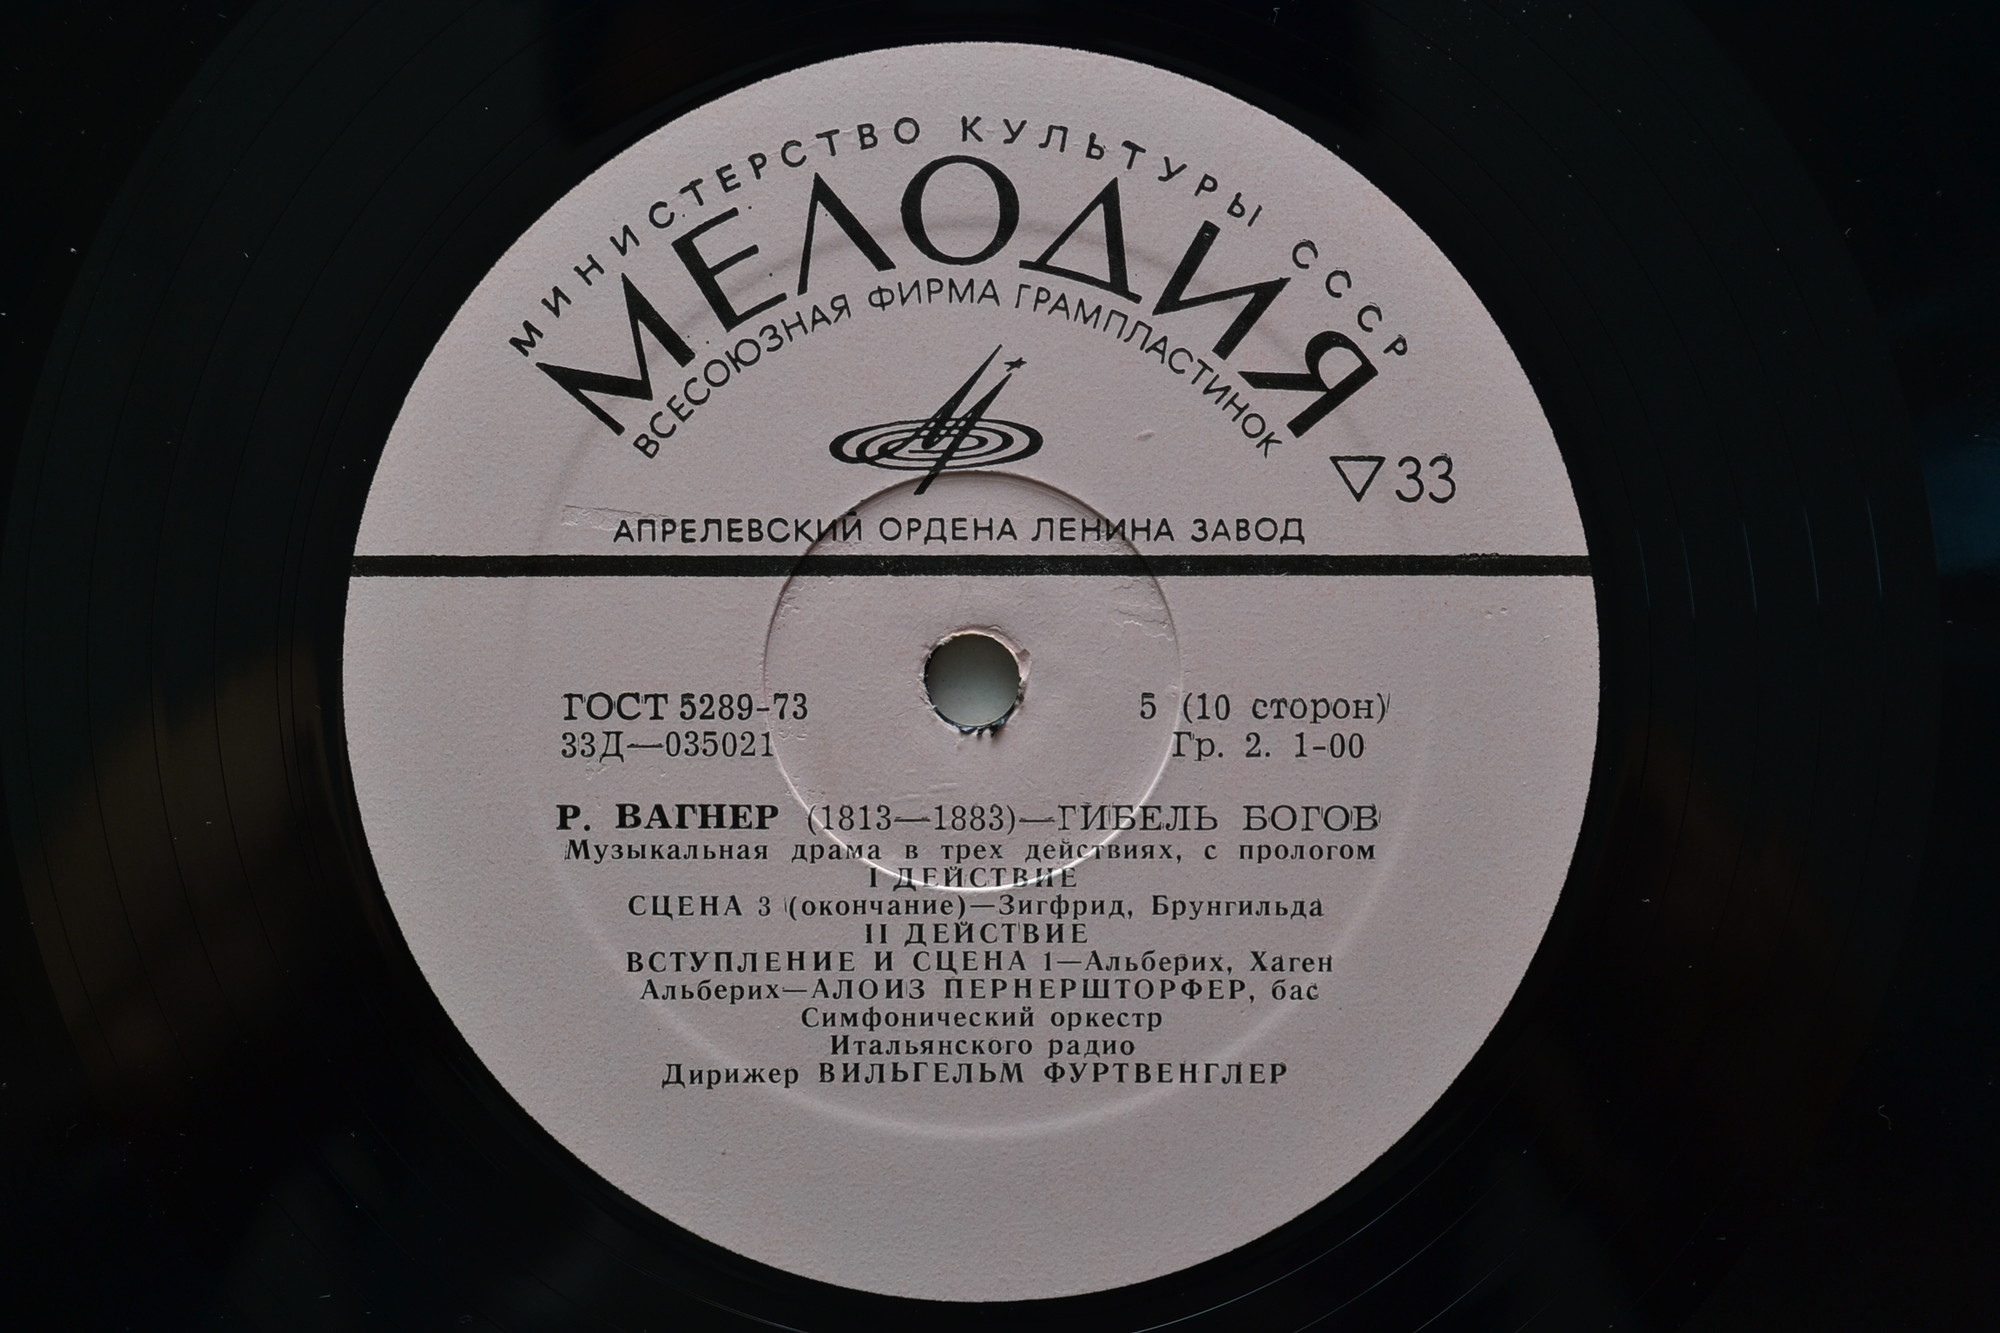 МИНИСТЕРСТВО КУЛЬТУРЫ СССР
МЕЛОДИЯ
ВСЕСОЮЗНАЯ ФИРМА ГРАМПЛАСТИНОК
▽33
АПРЕЛЕВСКИЙ ОРДЕНА ЛЕНИНА ЗАВОД
ГОСТ 5289-73
5 (10 сторон)
33Д—035021
Гр. 2. 1-00
Р. ВАГНЕР (1813—1883)—ГИБЕЛЬ БОГОВ
Музыкальная драма в трех действиях, с прологом
I ДЕЙСТВИЕ
СЦЕНА 3 (окончание)—Зигфрид, Брунгильда
II ДЕЙСТВИЕ
ВСТУПЛЕНИЕ И СЦЕНА 1—Альберих, Хаген
Альберих—АЛОИЗ ПЕРНЕРШТОРФЕР, бас
Симфонический оркестр
Итальянского радио
Дирижер ВИЛЬГЕЛЬМ ФУРТВЕНГЛЕР